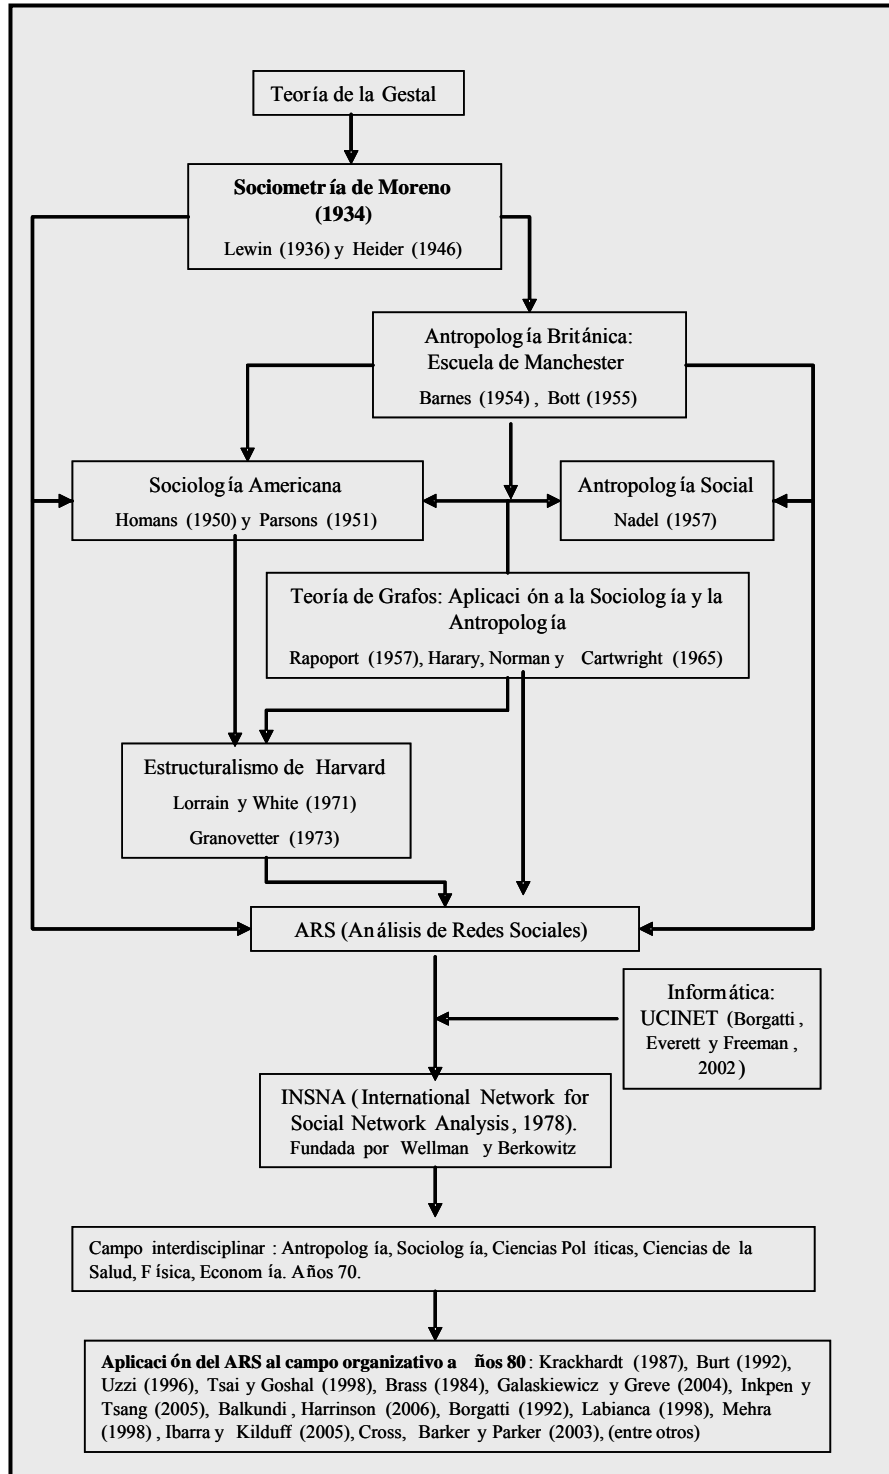 Teoría de la Gestal
Sociometría de Moreno
(1934)
Lewin (1936) y Heider (1946)
Antropología Británica:
Escuela de Manchester
Barnes (1954), Bott (1955)
Sociología Americana
Homans (1950) y Parsons (1951)
Antropología Social
Nadel (1957)
Teoría de Grafos: Aplicación a la Sociología y la
Antropología
Rapoport (1957), Harary, Norman y Cartwright (1965)
Estructuralismo de Harvard
Lorrain y White (1971)
Granovetter (1973)
ARS (Análisis de Redes Sociales)
Informática:
UCINET (Borgatti,
Everett y Freeman,
2002)
INSNA (International Network for
Social Network Analysis, 1978).
Fundada por Wellman y Berkowitz
Campo interdisciplinar: Antropología, Sociología, Ciencias Políticas, Ciencias de la
Salud, Física, Economía. Años 70.
Aplicación del ARS al campo organizativo a ños 80: Krackhardt (1987), Burt (1992),
Uzzi (1996), Tsai y Goshal (1998), Brass (1984), Galaskiewicz y Greve (2004), Inkpen y
Tsang (2005), Balkundi, Harrinson (2006), Borgatti (1992), Labianca (1998), Mehra
(1998), Ibarra y Kilduff (2005), Cross, Barker y Parker (2003), (entre otros)